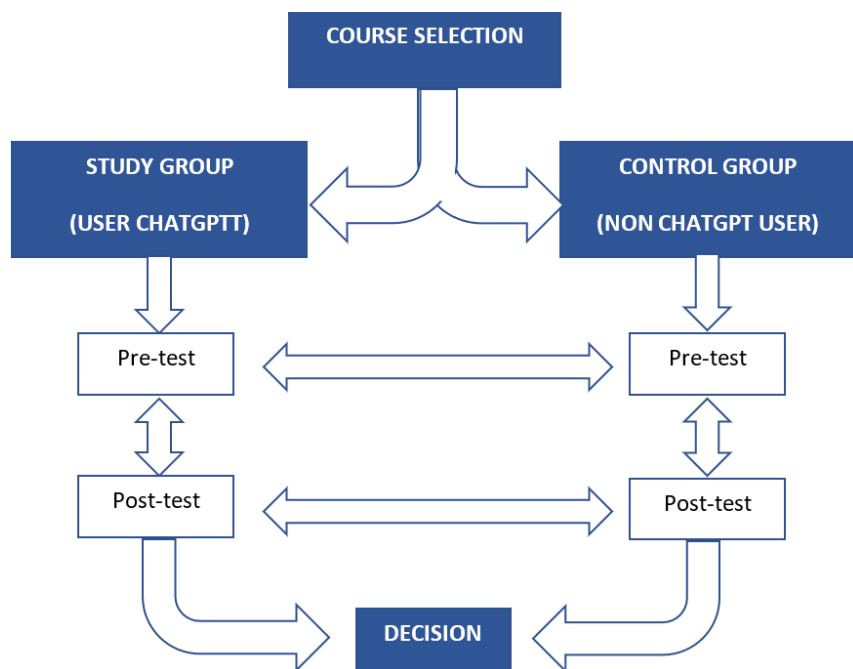 COURSE SELECTION
STUDY GROUP
(USER CHATGPTT)
CONTROL GROUP
(NON CHATGPT USER)
Pre-test
Pre-test
Post-test
Post-test
DECISION